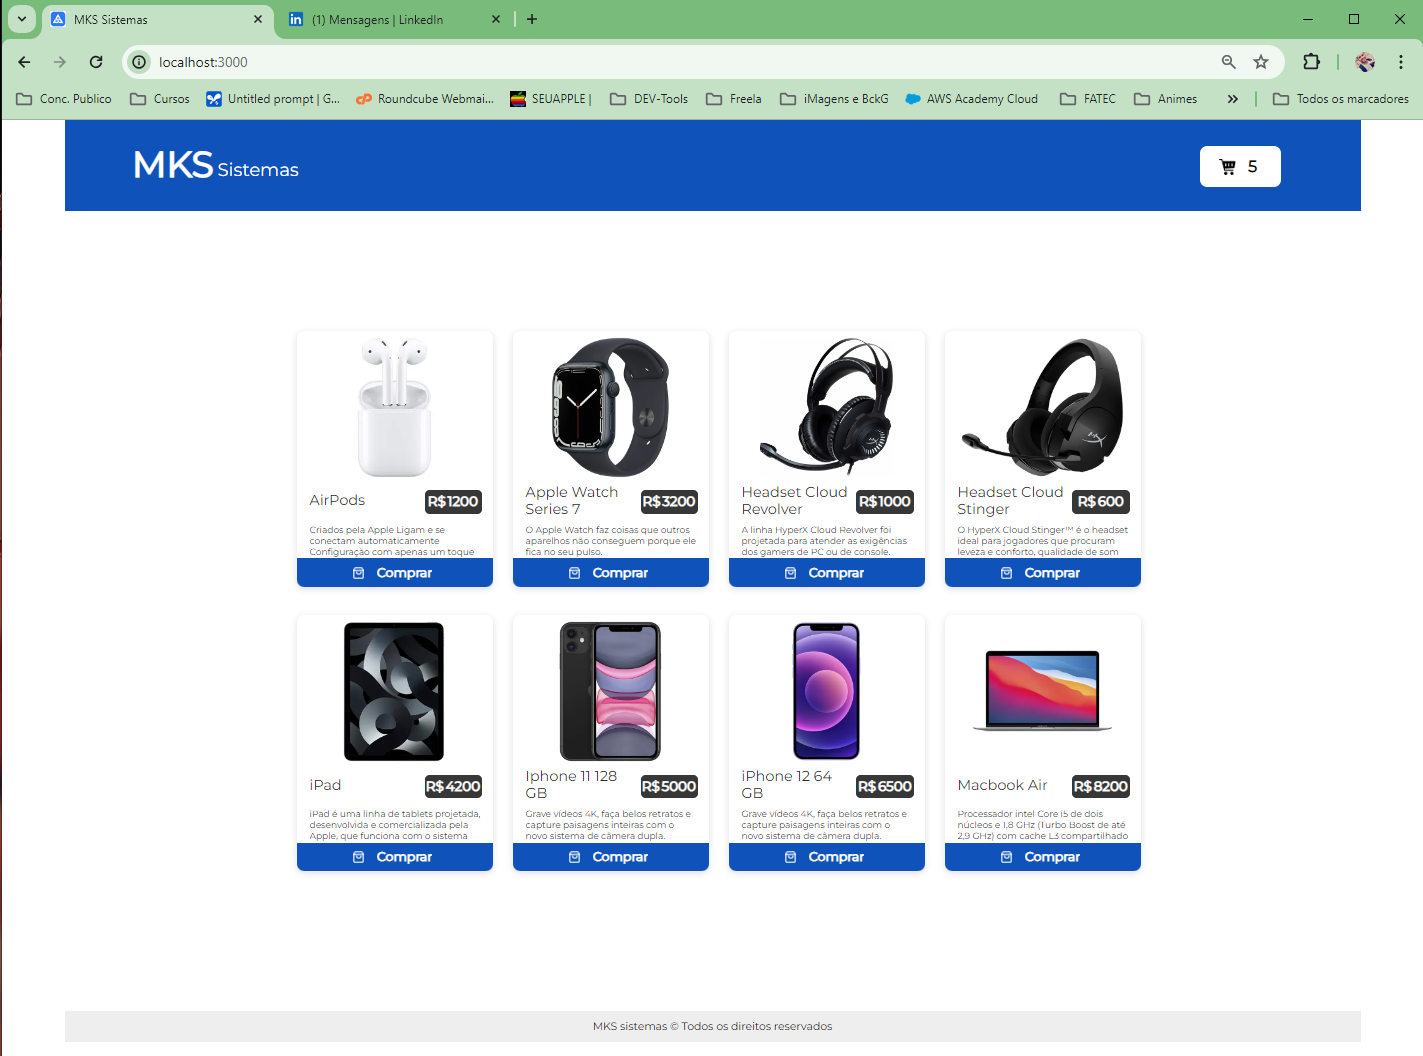 MKS Sistemas
(1) Mensagens | LinkedIn
localhost:3000
Conc. Publico
Cursos
Untitled prompt | G...
Roundcube Webmai...
SEUAPPLE |
DEV-Tools
Freela
iMagens e BckG
AWS Academy Cloud
FATEC
Animes
Todos os marcadores
MKS Sistemas
5
AirPods
R$1200
Criados pela Apple Ligam e se
conectam automaticamente
Configuração com apenas um toque
Comprar
Apple Watch
Series 7
R$3200
O Apple Watch faz coisas que outros
aparelhos não conseguem porque ele
fica no seu pulso.
Comprar
Headset Cloud
Revolver
R$1000
A linha HyperX Cloud Revolver foi
projetada para atender as exigências
dos gamers de PC ou de console.
Comprar
Headset Cloud
Stinger
R$600
O HyperX Cloud Stinger™ é o headset
ideal para jogadores que procuram
leveza e conforto, qualidade de som
Comprar
iPad
R$4200
iPad é uma linha de tablets projetada,
desenvolvida e comercializada pela
Apple, que funciona com o sistema
Comprar
Iphone 11 128
GB
R$5000
Grave vídeos 4K, faça belos retratos e
capture paisagens inteiras com o
novo sistema de câmera dupla.
Comprar
iPhone 12 64
GB
R$6500
Grave vídeos 4K, faça belos retratos e
capture paisagens inteiras com o
novo sistema de câmera dupla.
Comprar
Macbook Air
R$8200
Processador intel Core i5 de dois
núcleos e 1,8 GHz (Turbo Boost de até
2,9 GHz) com cache L3 compartilhado
Comprar
MKS sistemas © Todos os direitos reservados